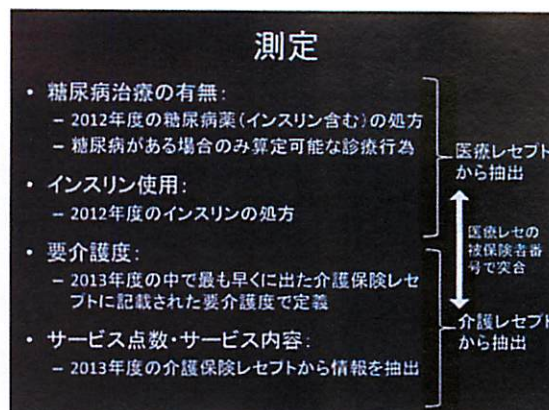 測定
• 糖尿病治療の有無:
– 2012年度の糖尿病薬(インスリン含む)の処方
– 糖尿病がある場合のみ算定可能な診療行為
• インスリン使用:
– 2012年度のインスリンの処方
• 要介護度:
– 2013年度の中で最も早くに出た介護保険レセ
プトに記載された要介護度で定義
• サービス点数・サービス内容:
– 2013年度の介護保険レセプトから情報を抽出
医療レセプト
から抽出
医療レセの
被保険者番
号で突合
介護レセプト
から抽出